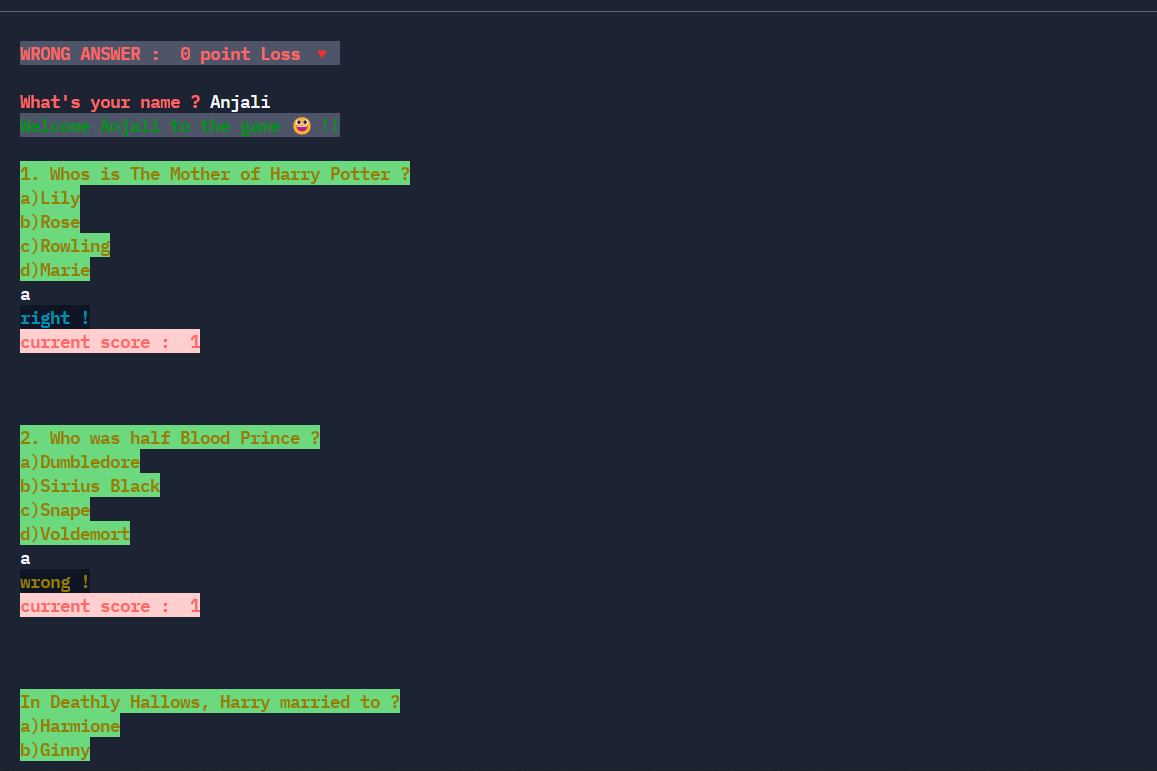 WRONG ANSWER :  0 point Loss 🔻
What's your name ? Anjali
Welcome Anjali to the game 😀 !!
1. Whos is The Mother of Harry Potter ?
a)Lily
b)Rose
c)Rowling
d)Marie
a
right !
current score :  1
2. Who was half Blood Prince ?
a)Dumbledore
b)Sirius Black
c)Snape
d)Voldemort
a
wrong !
current score :  1
In Deathly Hallows, Harry married to ?
a)Harmione
b)Ginny